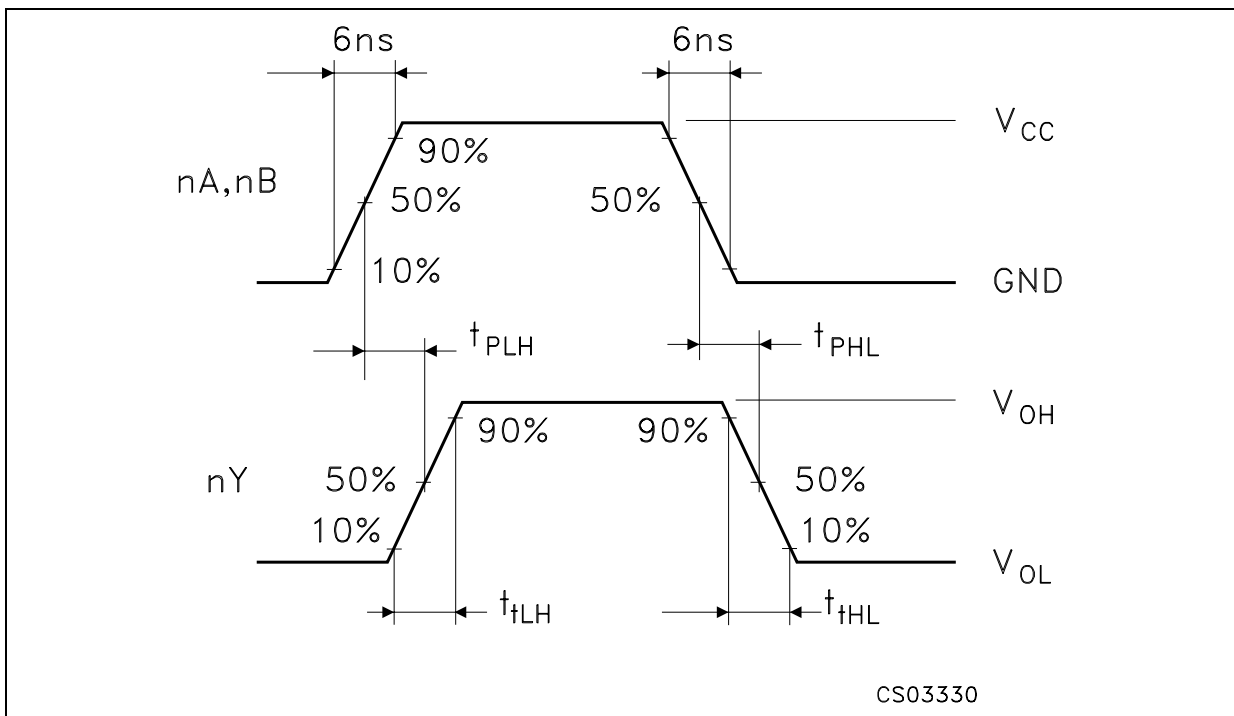 6ns 6ns
V_CC
90%
nA,nB
50% 50%
10%
GND
t_PLH t_PHL
V_OH
90% 90%
nY
50% 50%
10% 10%
V_OL
t_tLH t_tHL
CS03330